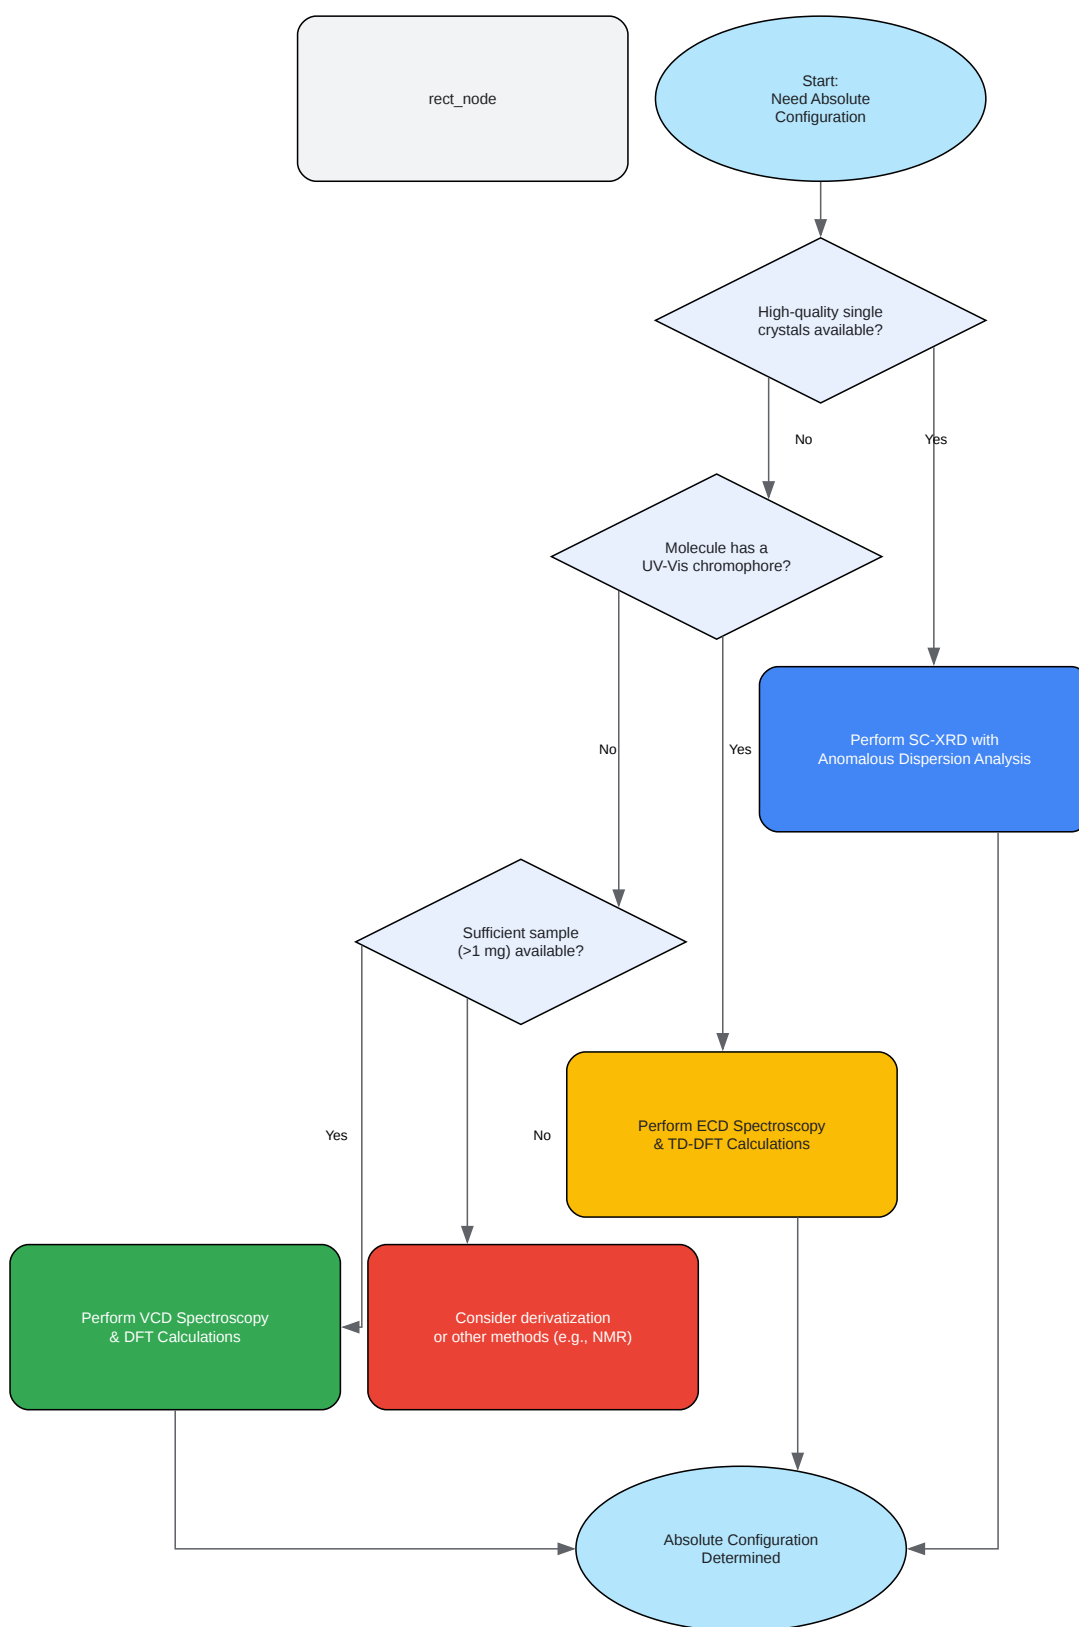 rect_node
Start:
Need Absolute
Configuration
High-quality single
crystals available?
No
Yes
Molecule has a
UV-Vis chromophore?
No
Yes
Perform SC-XRD with
Anomalous Dispersion Analysis
Sufficient sample
(>1 mg) available?
Yes
No
Perform ECD Spectroscopy
& TD-DFT Calculations
Perform VCD Spectroscopy
& DFT Calculations
Consider derivatization
or other methods (e.g., NMR)
Absolute Configuration
Determined